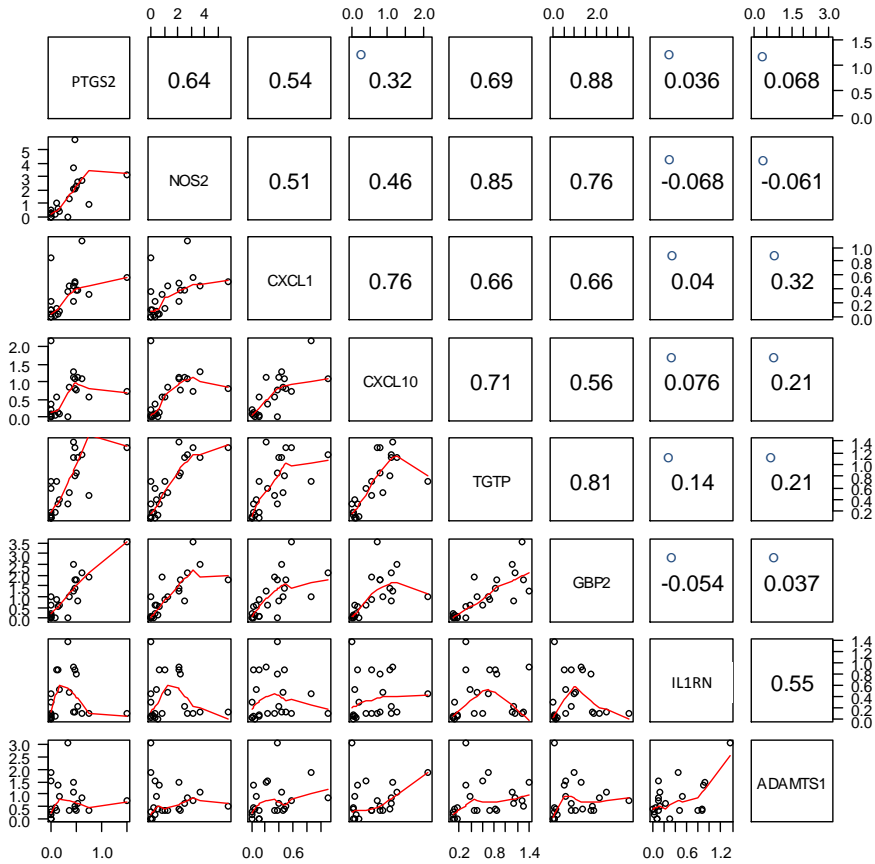 0 2 4 0.0 1.0 2.0 0.0 2.0 0.0 1.5 3.0
PTGS2 0.64 0.54 0.32 0.69 0.88 0.036 0.068 0.0 0.5 1.0 1.5
0 1 2 3 4 5 NOS2 0.51 0.46 0.85 0.76 -0.068 -0.061
CXCL1 0.76 0.66 0.66 0.04 0.32 0.0 0.2 0.4 0.6 0.8 1.0
0.0 0.5 1.0 1.5 2.0 CXCL10 0.71 0.56 0.076 0.21
TGTP 0.81 0.14 0.21 0.2 0.4 0.6 0.8 1.0 1.2 1.4
0.0 0.5 1.0 1.5 2.0 2.5 3.5 GBP2 -0.054 0.037
IL1RN 0.55 0.0 0.2 0.4 0.6 0.8 1.0 1.2 1.4
0.0 0.5 1.0 1.5 2.0 3.0 ADAMTS1
0.0 1.0 0.0 0.6 0.2 0.8 1.4 0.0 0.6 1.2